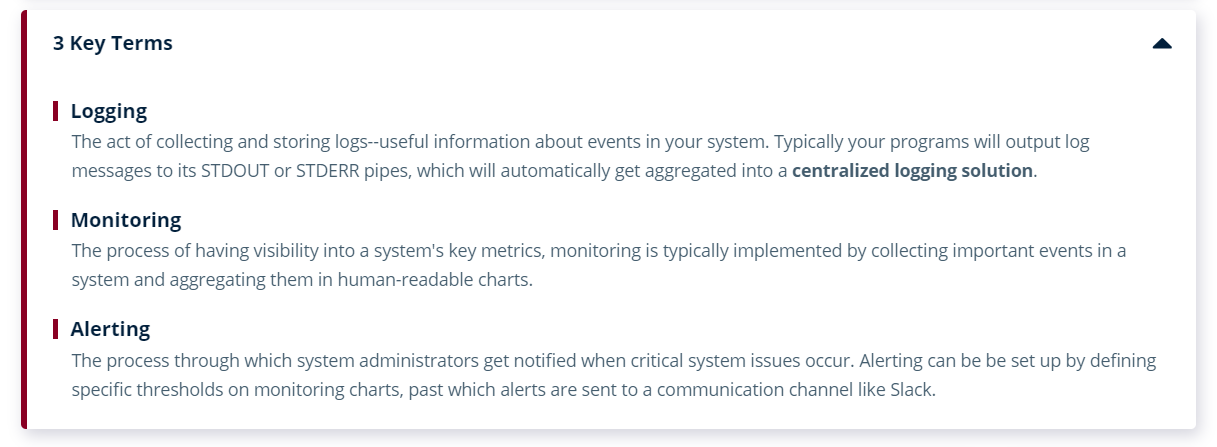 3 Key Terms
Logging
The act of collecting and storing logs--useful information about events in your system. Typically your programs will output log
messages to its STDOUT or STDERR pipes, which will automatically get aggregated into a centralized logging solution.
Monitoring
The process of having visibility into a system's key metrics, monitoring is typically implemented by collecting important events in a
system and aggregating them in human-readable charts.
Alerting
The process through which system administrators get notified when critical system issues occur. Alerting can be be set up by defining
specific thresholds on monitoring charts, past which alerts are sent to a communication channel like Slack.